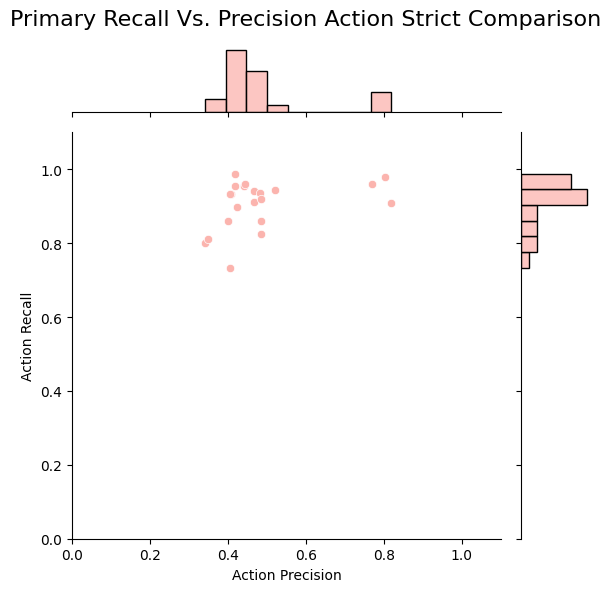 Primary Recall Vs. Precision Action Strict Comparison
1.0
0.8
0.6
0.4
0.2
0.0
Action Recall
0.0 0.2 0.4 0.6 0.8 1.0
Action Precision